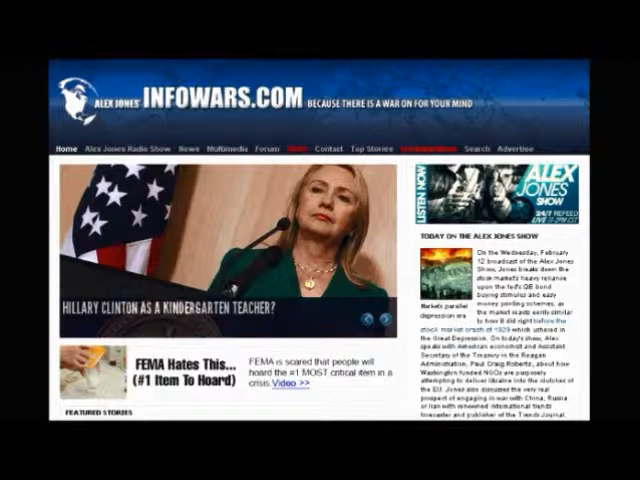 ALEX JONES' INFOWARS.COM BECAUSE THERE IS A WAR ON FOR YOUR MIND
Home Alex Jones Radio Show News Multimedia Forum Contact Top Stories Search Advertise
HILLARY CLINTON AS A KINDERGARTEN TEACHER?
LISTEN NOW
ALEX
JONES
SHOW
24/7 REFEED
LIVE 11-2PM CST
TODAY ON THE ALEX JONES SHOW
On the Wednesday, February
12 broadcast of the Alex Jones
Show, Jones breaks down the
stock market's heavy reliance
upon the fed's QE bond
buying stimulus and easy
money printing schemes, as
the market reads eerily similar
to how it did right before the
Markets parallel
depression era
stock market crash of 1929 which ushered in
the Great Depression. On today's show, Alex
speaks with American economist and Assistant
Secretary of the Treasury in the Reagan
Administration, Paul Craig Roberts, about how
Washington funded NGOs are purposely
attempting to deliver Ukraine into the clutches of
the EU. Jones also discusses the very real
prospect of engaging in war with China, Russia
or Iran with renowned international trends
forecaster and publisher of the Trends Journal,
FEMA Hates This...
(#1 Item To Hoard)
FEMA is scared that people will
hoard the #1 MOST critical item in a
crisis. Video >>
FEATURED STORIES